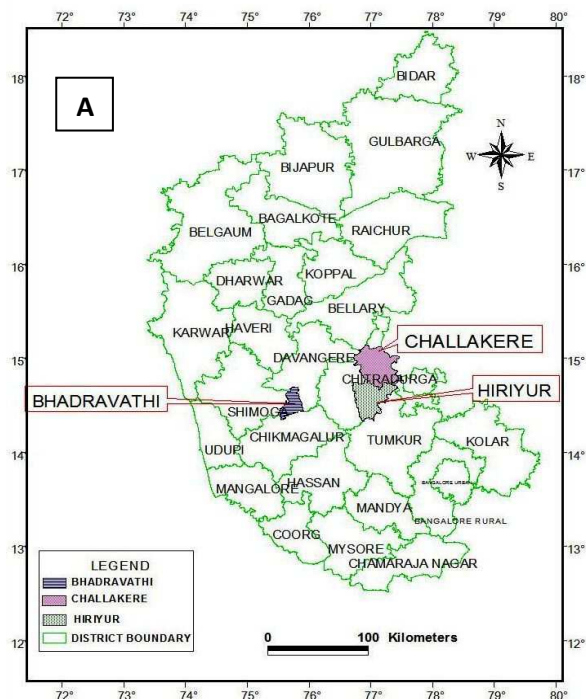 72° 73° 74° 75° 76° 77° 78° 79° 80°
A
18° 18°
BIDAR
GULBARGA
N
W E
S
BIJAPUR
17° 17°
BAGALKOTE
BELGAUM
RAICHUR
16° 16°
KOPPAL
DHARWAR
GADAG
BELLARY
KARWAR
HAVERI
CHALLAKERE
15° 15°
DAVANGERE
CHITRADURGA
HIRIYUR
BHADRAVATHI
SHIMOGA
CHIKMAGALUR
TUMKUR
KOLAR
UDUPI
14° 14°
MANGALORE
HASSAN
BANGALORE URBAN
MANDYA
BANGALORE RURAL
COORG
13° 13°
MYSORE
CHAMARAJA NAGAR
LEGEND
BHADRAVATHI
CHALLAKERE
HIRIYUR
DISTRICT BOUNDARY
0 100 Kilometers
12° 12°
72° 73° 74° 75° 76° 77° 78° 79° 80°